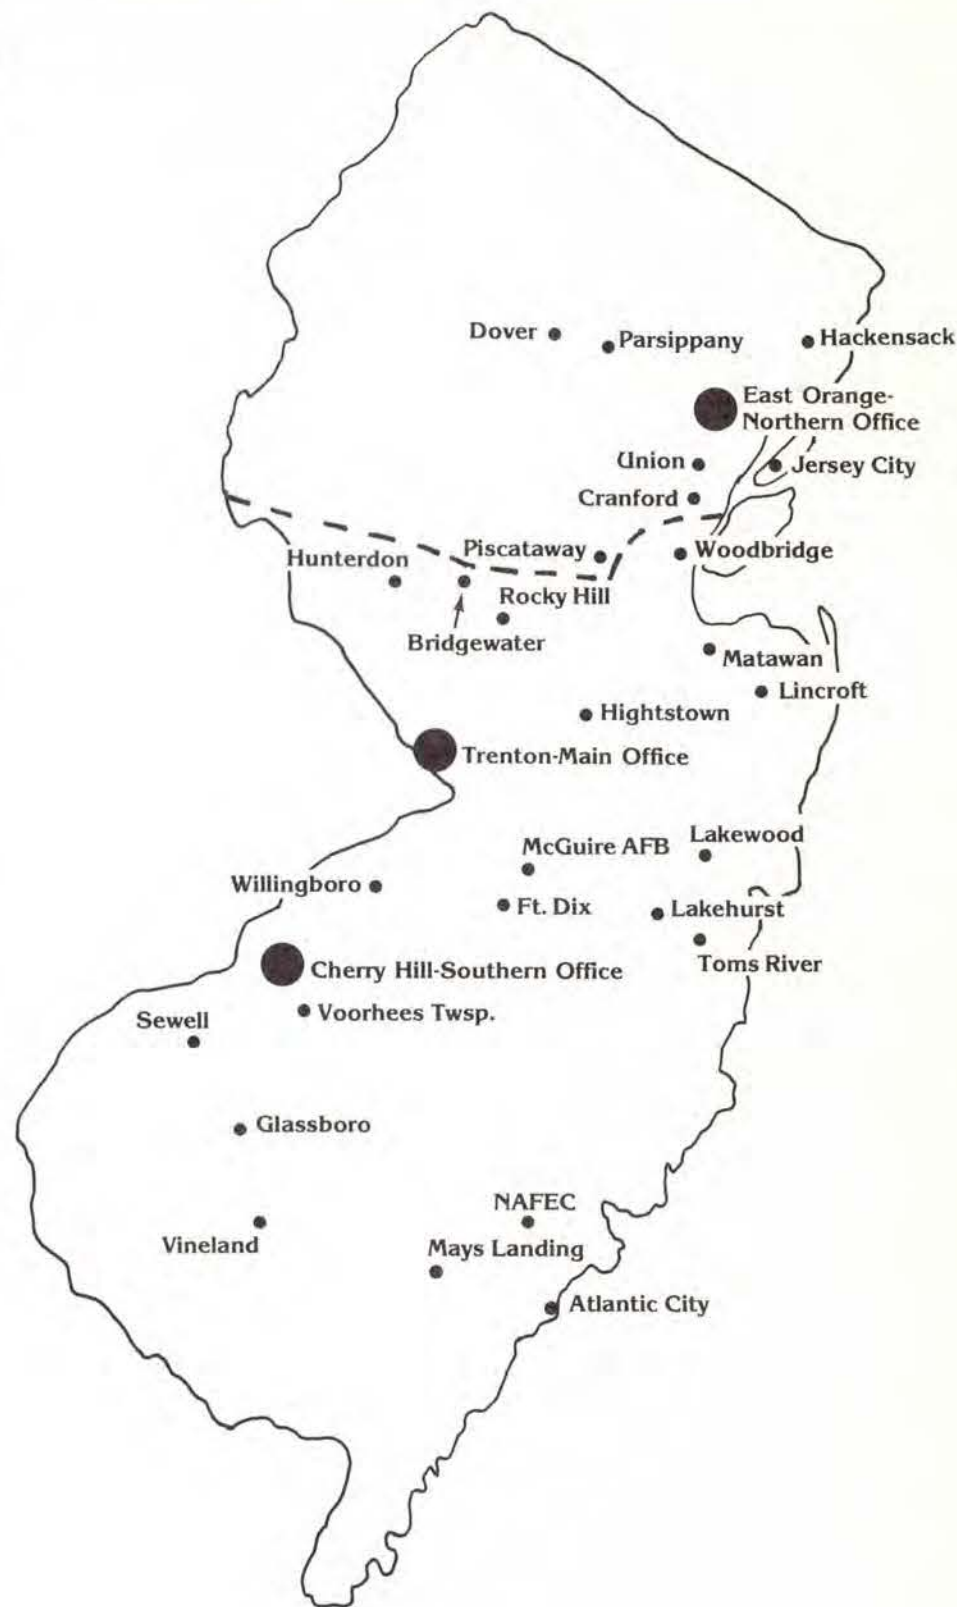 Dover
Parsippany
Hackensack
East Orange-
Northern Office
Union
Jersey City
Cranford
Hunterdon
Piscataway
Woodbridge
Rocky Hill
Bridgewater
Matawan
Lincroft
Hightstown
Trenton-Main Office
McGuire AFB
Lakewood
Willingboro
Ft. Dix
Lakehurst
Toms River
Cherry Hill-Southern Office
Voorhees Twsp.
Sewell
Glassboro
NAFEC
Vineland
Mays Landing
Atlantic City